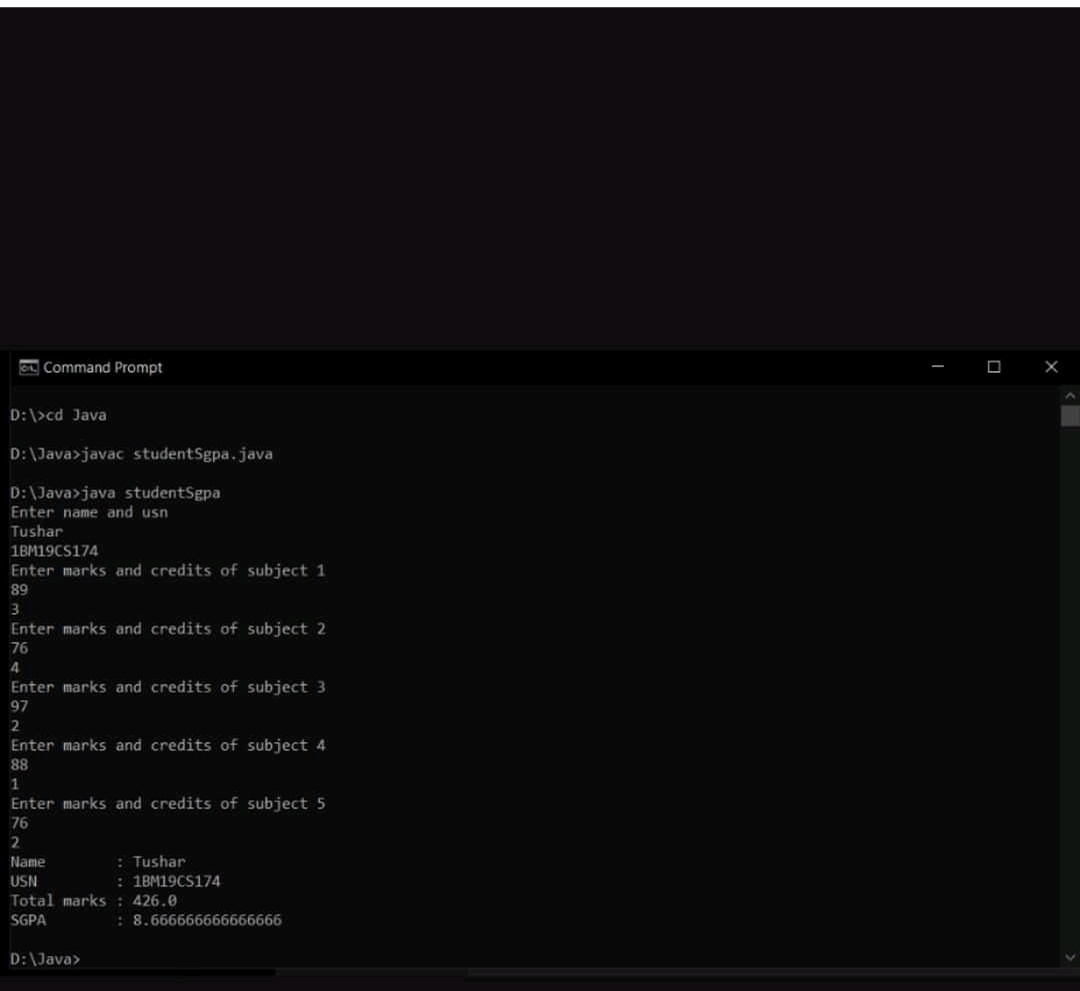 Command Prompt
D:\>cd Java
D:\Java>javac studentSgpa.java
D:\Java>java studentSgpa
Enter name and usn
Tushar
1BM19CS174
Enter marks and credits of subject 1
89
3
Enter marks and credits of subject 2
76
4
Enter marks and credits of subject 3
97
2
Enter marks and credits of subject 4
88
1
Enter marks and credits of subject 5
76
2
Name        : Tushar
USN         : 1BM19CS174
Total marks : 426.0
SGPA        : 8.666666666666666
D:\Java>